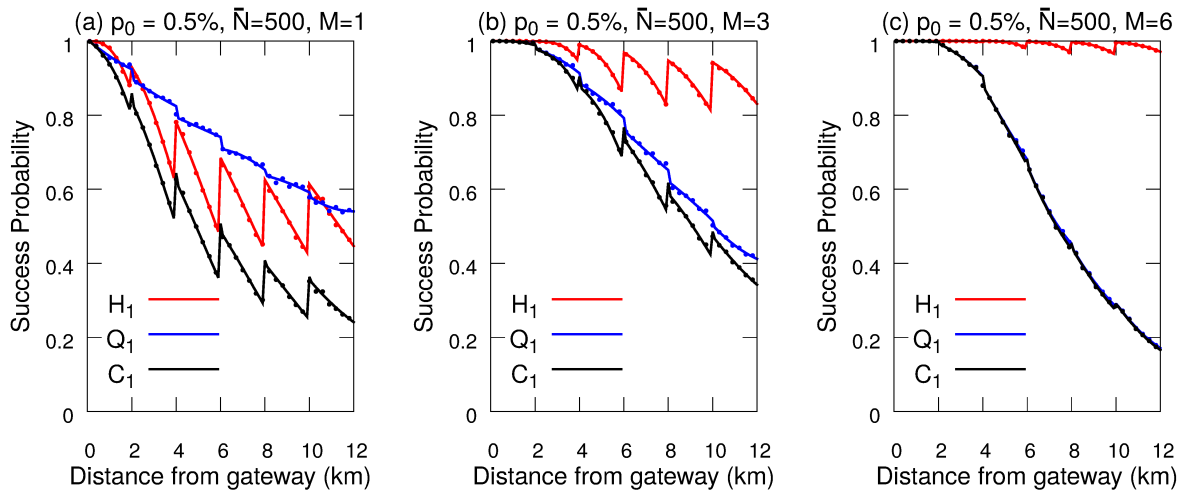 (a) p₀ = 0.5%, N̄=500, M=1
1
0.8
0.6
0.4
0.2
0
Success Probability
H₁
Q₁
C₁
0 2 4 6 8 10 12
Distance from gateway (km)
(b) p₀ = 0.5%, N̄=500, M=3
1
0.8
0.6
0.4
0.2
0
Success Probability
H₁
Q₁
C₁
0 2 4 6 8 10 12
Distance from gateway (km)
(c) p₀ = 0.5%, N̄=500, M=6
1
0.8
0.6
0.4
0.2
0
Success Probability
H₁
Q₁
C₁
0 2 4 6 8 10 12
Distance from gateway (km)